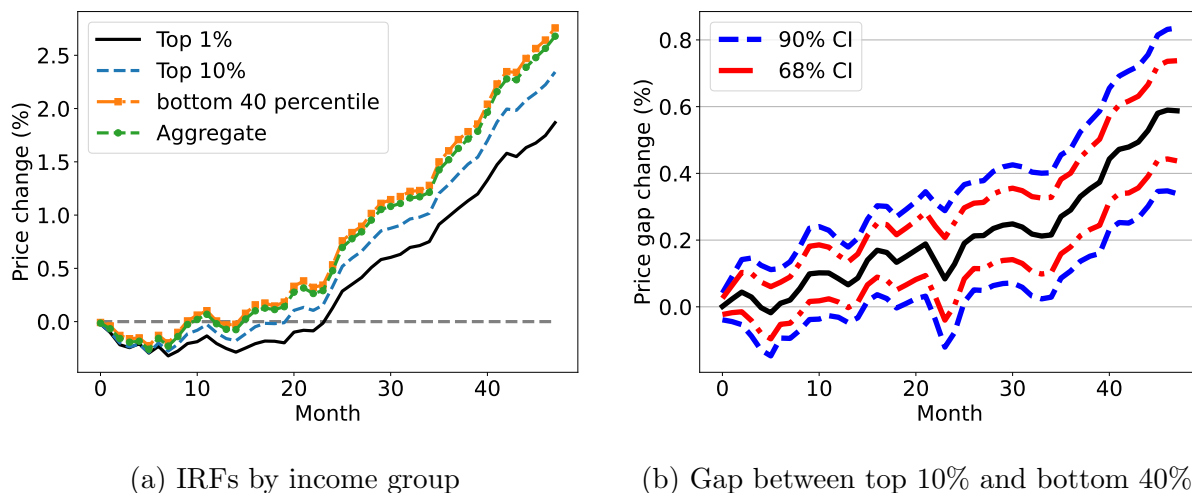 Top 1%
Top 10%
bottom 40 percentile
Aggregate
Price change (%)
2.5
2.0
1.5
1.0
0.5
0.0
0
10
20
30
40
Month
(a) IRFs by income group
90% CI
68% CI
Price gap change (%)
0.8
0.6
0.4
0.2
0.0
0
10
20
30
40
Month
(b) Gap between top 10% and bottom 40%